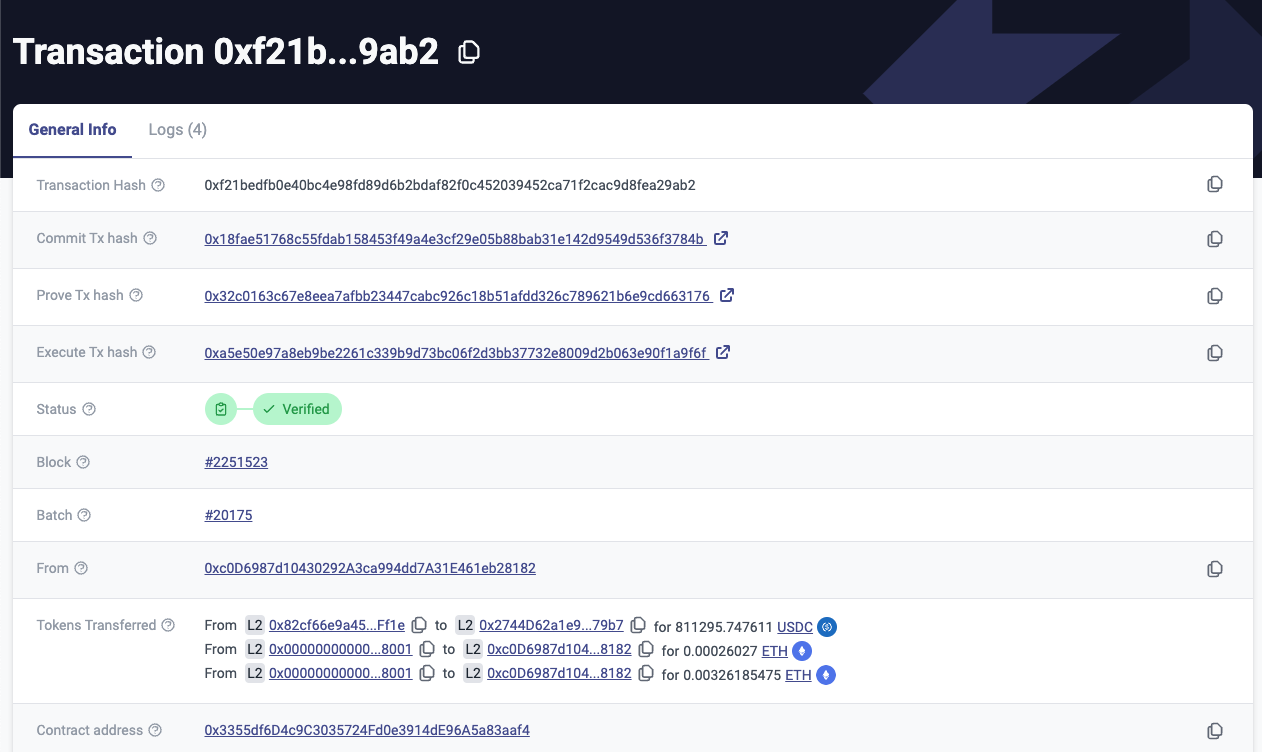 Transaction 0xf21b...9ab2
General Info Logs (4)
Transaction Hash 0xf21bedfb0e40bc4e98fd89d6b2bdaf82f0c452039452ca71f2cac9d8fea29ab2
Commit Tx hash 0x18fae51768c55fdab158453f49a4e3cf29e05b88bab31e142d9549d536f3784b
Prove Tx hash 0x32c0163c67e8eea7afbb23447cabc926c18b51afdd326c789621b6e9cd663176
Execute Tx hash 0xa5e50e97a8eb9be2261c339b9d73bc06f2d3bb37732e8009d2b063e90f1a9f6f
Status Verified
Block #2251523
Batch #20175
From 0xc0D6987d10430292A3ca994dd7A31E461eb28182
Tokens Transferred From L2 0x82cf66e9a45...Ff1e to L2 0x2744D62a1e9...79b7 for 811295.747611 USDC
From L2 0x00000000000...8001 to L2 0xc0D6987d104...8182 for 0.00026027 ETH
From L2 0x00000000000...8001 to L2 0xc0D6987d104...8182 for 0.00326185475 ETH
Contract address 0x3355df6D4c9C3035724Fd0e3914dE96A5a83aaf4